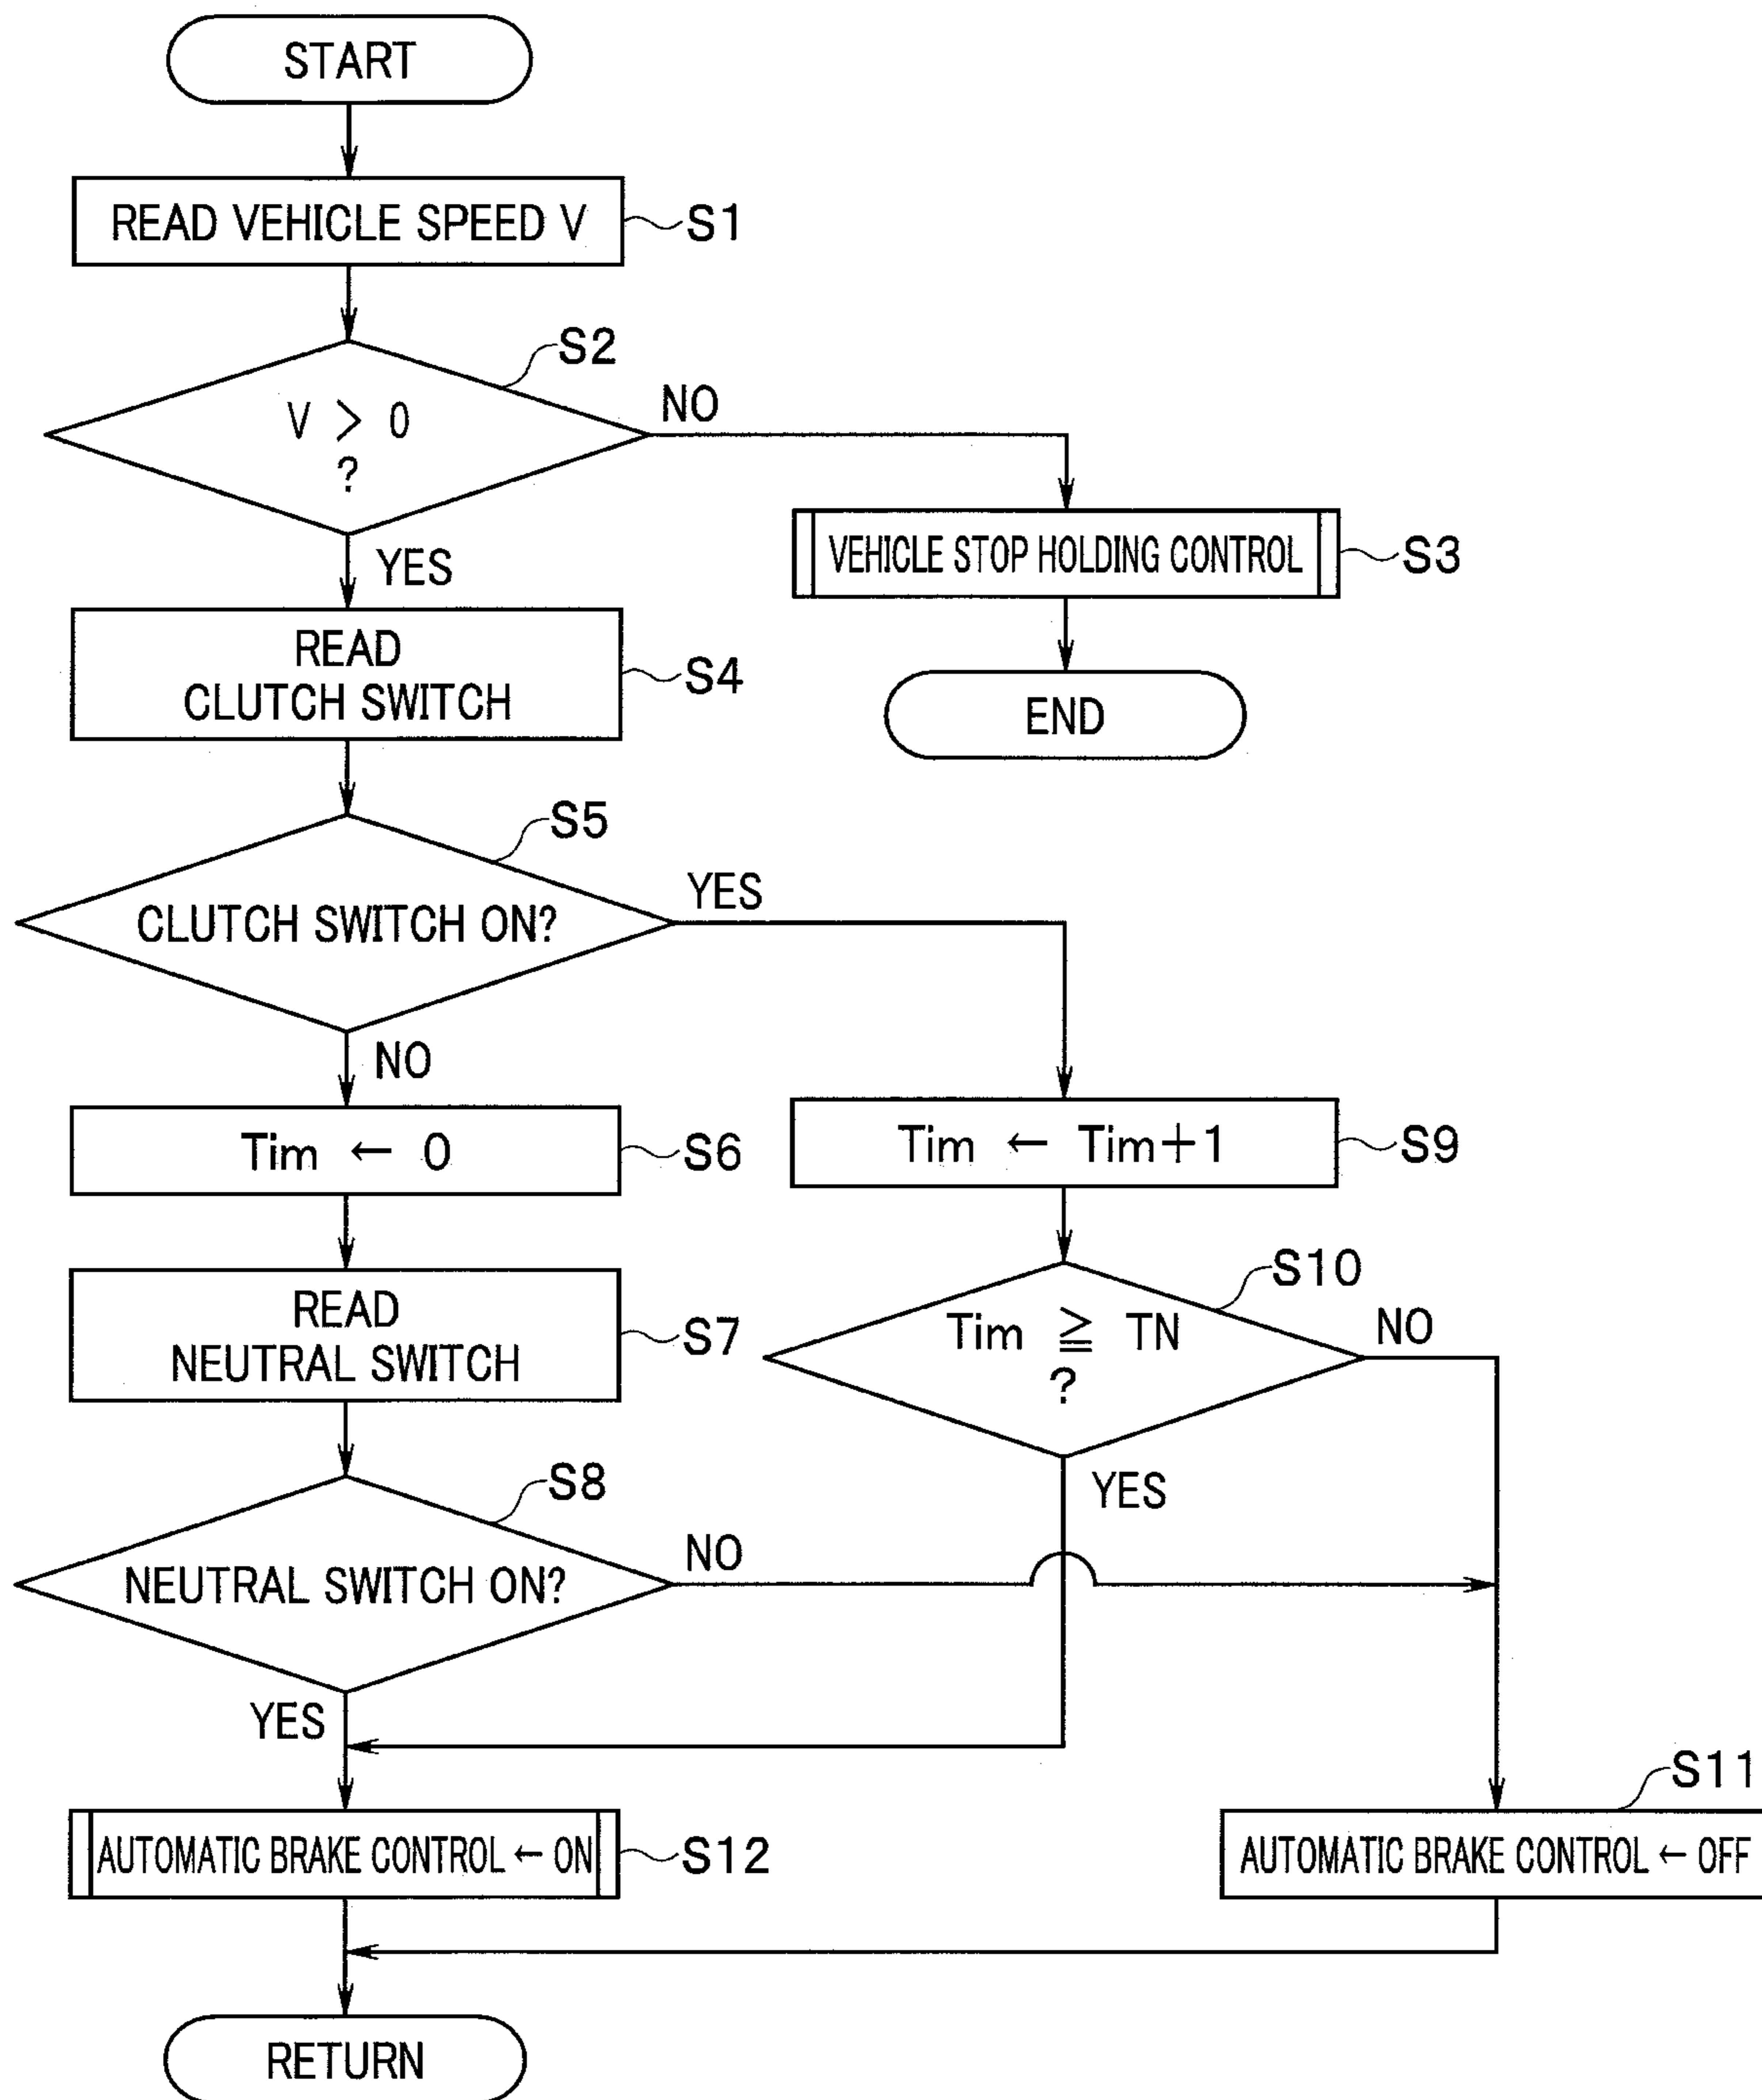 START
READ VEHICLE SPEED V
S1
S2
V > 0
?
NO
YES
VEHICLE STOP HOLDING CONTROL
S3
END
READ
CLUTCH SWITCH
S4
S5
CLUTCH SWITCH ON?
YES
NO
Tim ← 0
S6
Tim ← Tim+1
S9
READ
NEUTRAL SWITCH
S7
S10
Tim ≧ TN
?
NO
YES
S8
NEUTRAL SWITCH ON?
NO
YES
S11
AUTOMATIC BRAKE CONTROL ← ON
S12
AUTOMATIC BRAKE CONTROL ← OFF
RETURN